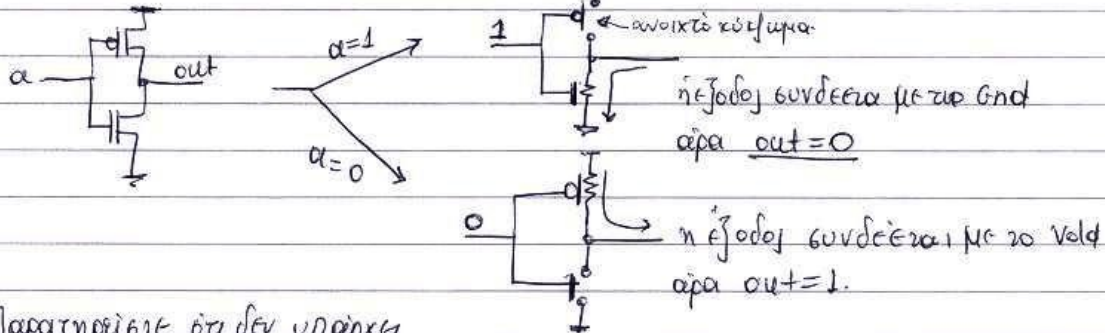 a out
a=1
a=0
1 ανοιχτό κύκλωμα.
η έξοδος συνδέεται με την Gnd
άρα out=0
0 η έξοδος συνδέεται με το Vdd
άρα out=1.
Παρατηρείστε ότι δεν υπάρχει